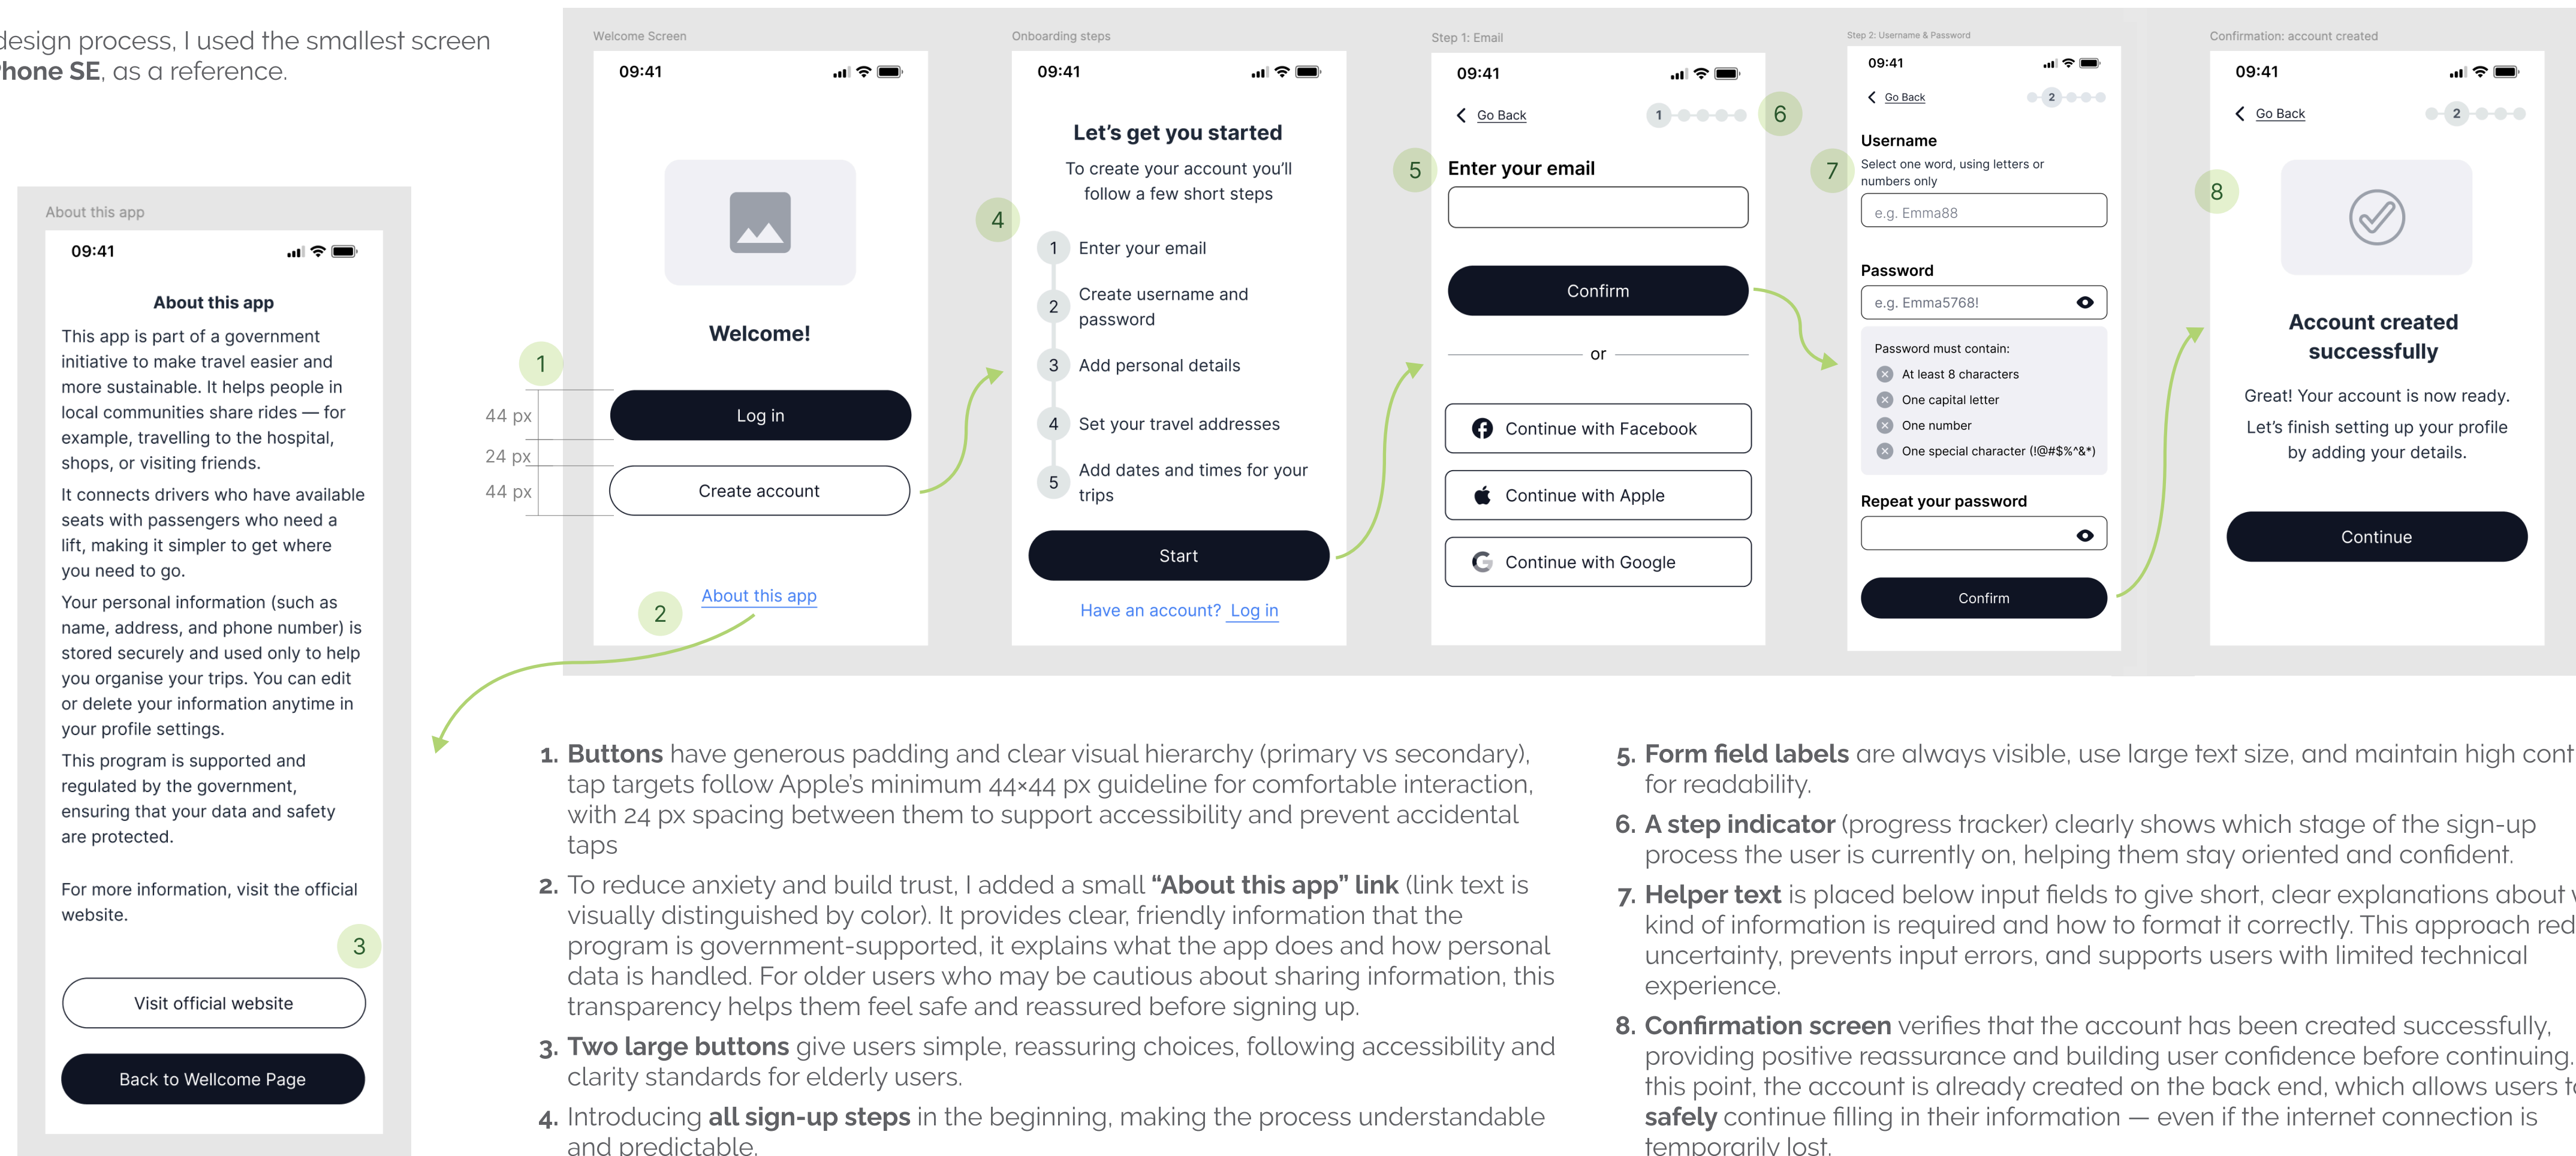 design process, I used the smallest screen
Phone SE, as a reference.
About this app
09:41
About this app
This app is part of a government
initiative to make travel easier and
more sustainable. It helps people in
local communities share rides — for
example, travelling to the hospital,
shops, or visiting friends.
It connects drivers who have available
seats with passengers who need a
lift, making it simpler to get where
you need to go.
Your personal information (such as
name, address, and phone number) is
stored securely and used only to help
you organise your trips. You can edit
or delete your information anytime in
your profile settings.
This program is supported and
regulated by the government,
ensuring that your data and safety
are protected.
For more information, visit the official
website.
3
Visit official website
Back to Wellcome Page
Welcome Screen
09:41
Welcome!
1
44 px
24 px
44 px
Log in
Create account
2
About this app
Onboarding steps
09:41
Let's get you started
To create your account you'll
follow a few short steps
4
1 Enter your email
2 Create username and
password
3 Add personal details
4 Set your travel addresses
5 Add dates and times for your
trips
Start
Have an account? Log in
Step 1: Email
09:41
Go Back
1
6
5
Enter your email
Confirm
or
Continue with Facebook
Continue with Apple
Continue with Google
Step 2: Username & Password
09:41
Go Back
2
7
Username
Select one word, using letters or
numbers only
e.g. Emma88
Password
e.g. Emma5768!
Password must contain:
At least 8 characters
One capital letter
One number
One special character (!@#$%^&*)
Repeat your password
Confirm
Confirmation: account created
09:41
Go Back
2
8
Account created
successfully
Great! Your account is now ready.
Let's finish setting up your profile
by adding your details.
Continue
1. Buttons have generous padding and clear visual hierarchy (primary vs secondary),
tap targets follow Apple's minimum 44×44 px guideline for comfortable interaction,
with 24 px spacing between them to support accessibility and prevent accidental
taps
2. To reduce anxiety and build trust, I added a small “About this app” link (link text is
visually distinguished by color). It provides clear, friendly information that the
program is government-supported, it explains what the app does and how personal
data is handled. For older users who may be cautious about sharing information, this
transparency helps them feel safe and reassured before signing up.
3. Two large buttons give users simple, reassuring choices, following accessibility and
clarity standards for elderly users.
4. Introducing all sign-up steps in the beginning, making the process understandable
and predictable.
5. Form field labels are always visible, use large text size, and maintain high cont
for readability.
6. A step indicator (progress tracker) clearly shows which stage of the sign-up
process the user is currently on, helping them stay oriented and confident.
7. Helper text is placed below input fields to give short, clear explanations about
kind of information is required and how to format it correctly. This approach red
uncertainty, prevents input errors, and supports users with limited technical
experience.
8. Confirmation screen verifies that the account has been created successfully,
providing positive reassurance and building user confidence before continuing.
this point, the account is already created on the back end, which allows users to
safely continue filling in their information — even if the internet connection is
temporarily lost.